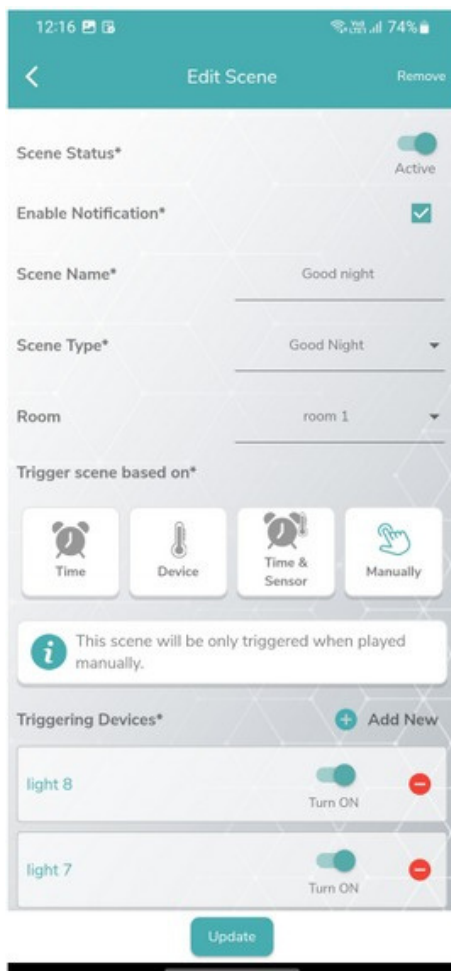 12:16 74%
Edit Scene Remove
Scene Status*
Active
Enable Notification*
Scene Name* Good night
Scene Type* Good Night
Room room 1
Trigger scene based on*
Time Device Time & Sensor Manually
This scene will be only triggered when played
manually.
Triggering Devices* Add New
light 8
Turn ON
light 7
Turn ON
Update